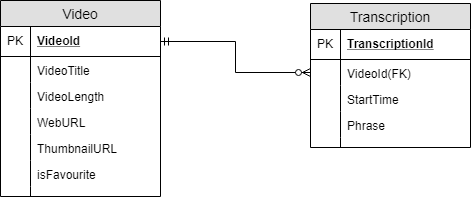 Video
PK VideoId
VideoTitle
VideoLength
WebURL
ThumbnailURL
isFavourite
Transcription
PK TranscriptionId
VideoId(FK)
StartTime
Phrase